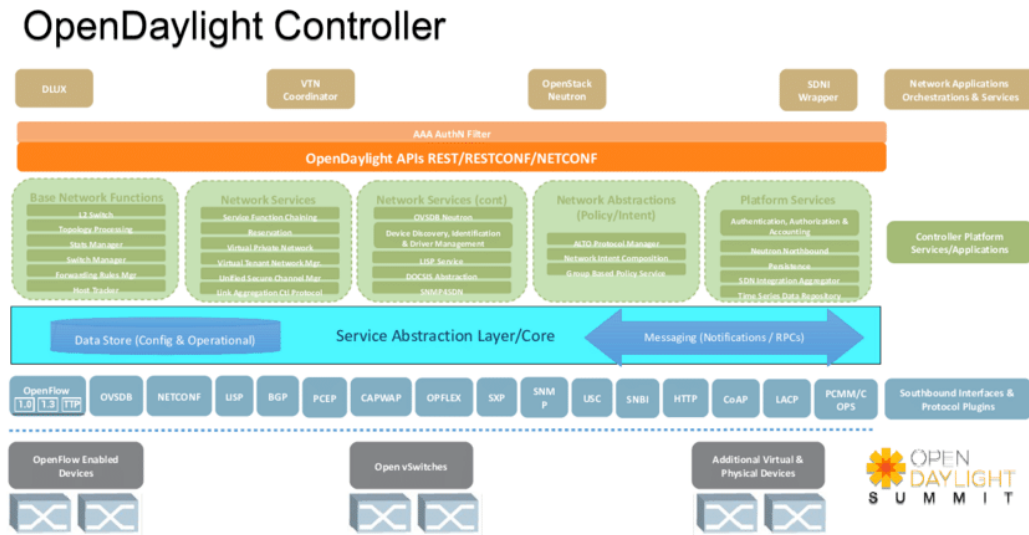 OpenDaylight Controller
DLUX
VTN
Coordinator
OpenStack
Neutron
SDNI
Wrapper
Network Applications
Orchestrations & Services
AAA AuthN Filter
OpenDaylight APIs REST/RESTCONF/NETCONF
Base Network Functions
L2 Switch
Topology Processing
Stats Manager
Switch Manager
Forwarding Rules Mgr
Host Tracker
Network Services
Service Function Chaining
Reservation
Virtual Private Network
Virtual Tenant Network Mgr.
Unified Secure Channel Mgr
Link Aggregation Ctl Protocol
Network Services (cont)
OVSDB Neutron
Device Discovery, Identification
& Driver Management
LISP Service
DOCSIS Abstraction
SNMP4SDN
Network Abstractions
(Policy/Intent)
ALTO Protocol Manager
Network Intent Composition
Group Based Policy Service
Platform Services
Authentication, Authorization &
Accounting
Neutron Northbound
Persistence
SDN Integration Aggregator
Time Series Data Repository
Controller Platform
Services/Applications
Data Store (Config & Operational)
Service Abstraction Layer/Core
Messaging (Notifications / RPCs)
OpenFlow
1.0 1.3 TTP
OVSDB
NETCONF
LISP
BGP
PCEP
CAPWAP
OPFLEX
SXP
SNM
P
USC
SNBI
HTTP
CoAP
LACP
PCMM/C
OPS
Southbound Interfaces &
Protocol Plugins
OpenFlow Enabled
Devices
Open vSwitches
Additional Virtual &
Physical Devices
OPEN
DAYLIGHT
SUMMIT